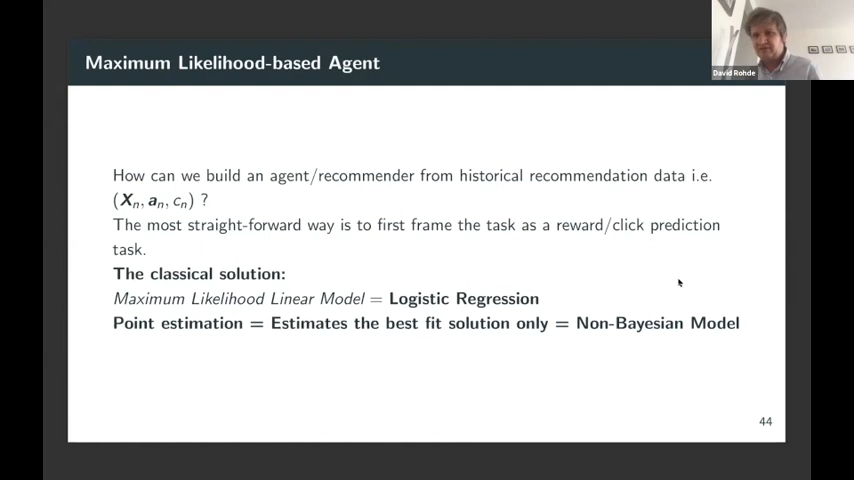 Maximum Likelihood-based Agent
David Rohde
How can we build an agent/recommender from historical recommendation data i.e.
(Xn, an, cn) ?
The most straight-forward way is to first frame the task as a reward/click prediction
task.
The classical solution:
Maximum Likelihood Linear Model = Logistic Regression
Point estimation = Estimates the best fit solution only = Non-Bayesian Model
44